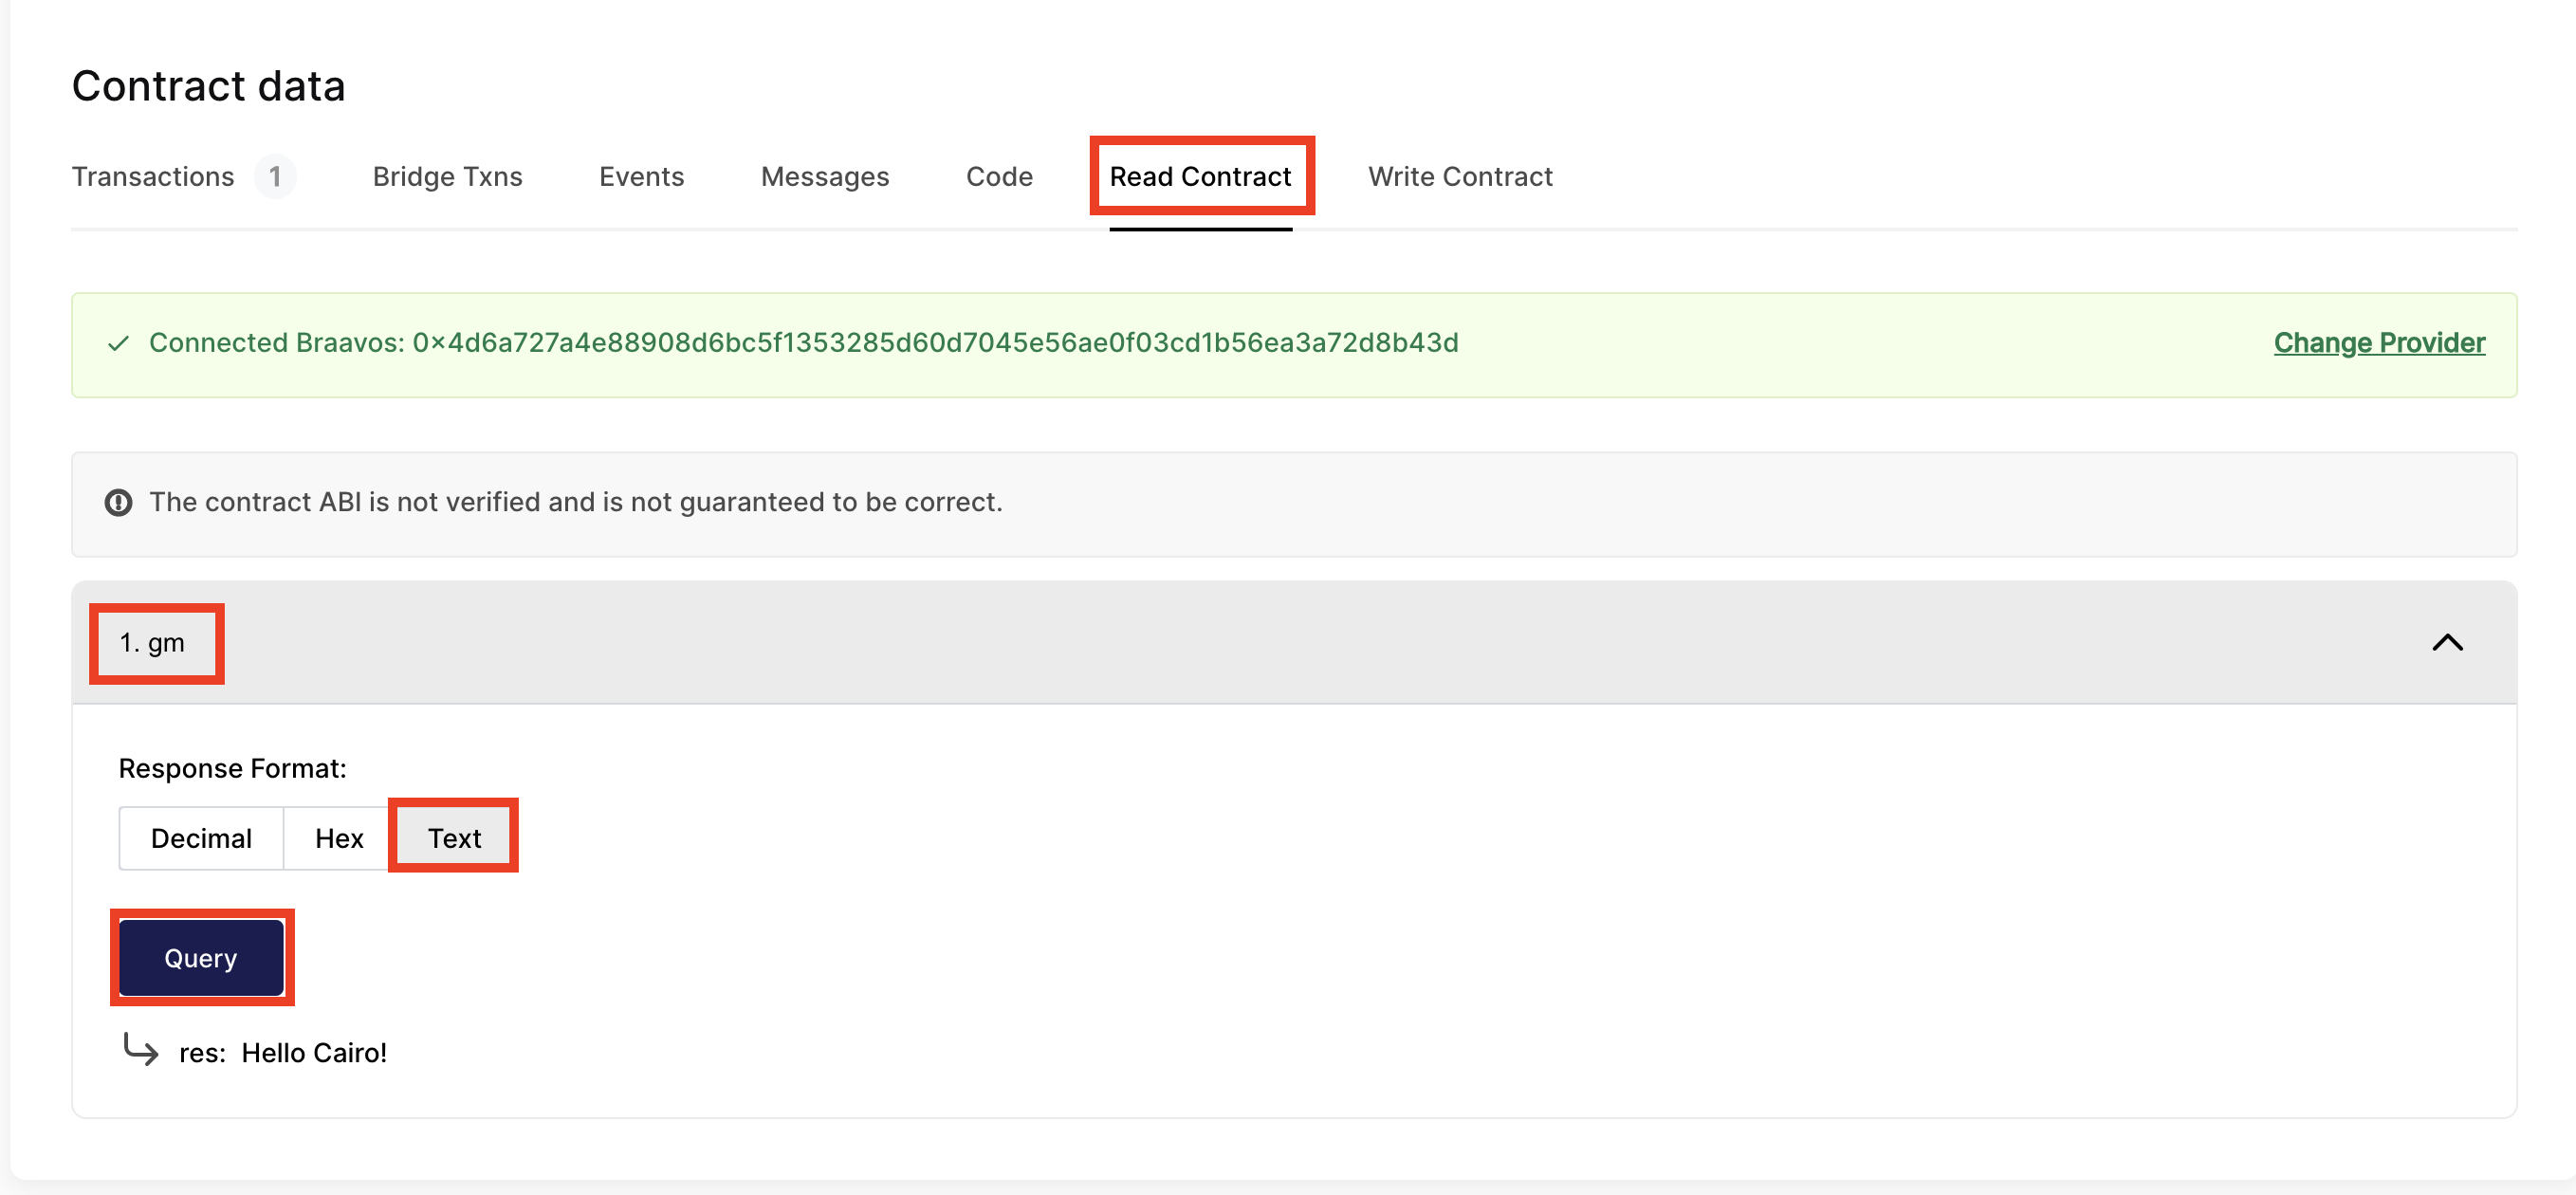 Contract data
Transactions 1 Bridge Txns Events Messages Code Read Contract Write Contract
Connected Braavos: 0×4d6a727a4e88908d6bc5f1353285d60d7045e56ae0f03cd1b56ea3a72d8b43d Change Provider
The contract ABI is not verified and is not guaranteed to be correct.
1. gm
Response Format:
Decimal Hex Text
Query
res: Hello Cairo!